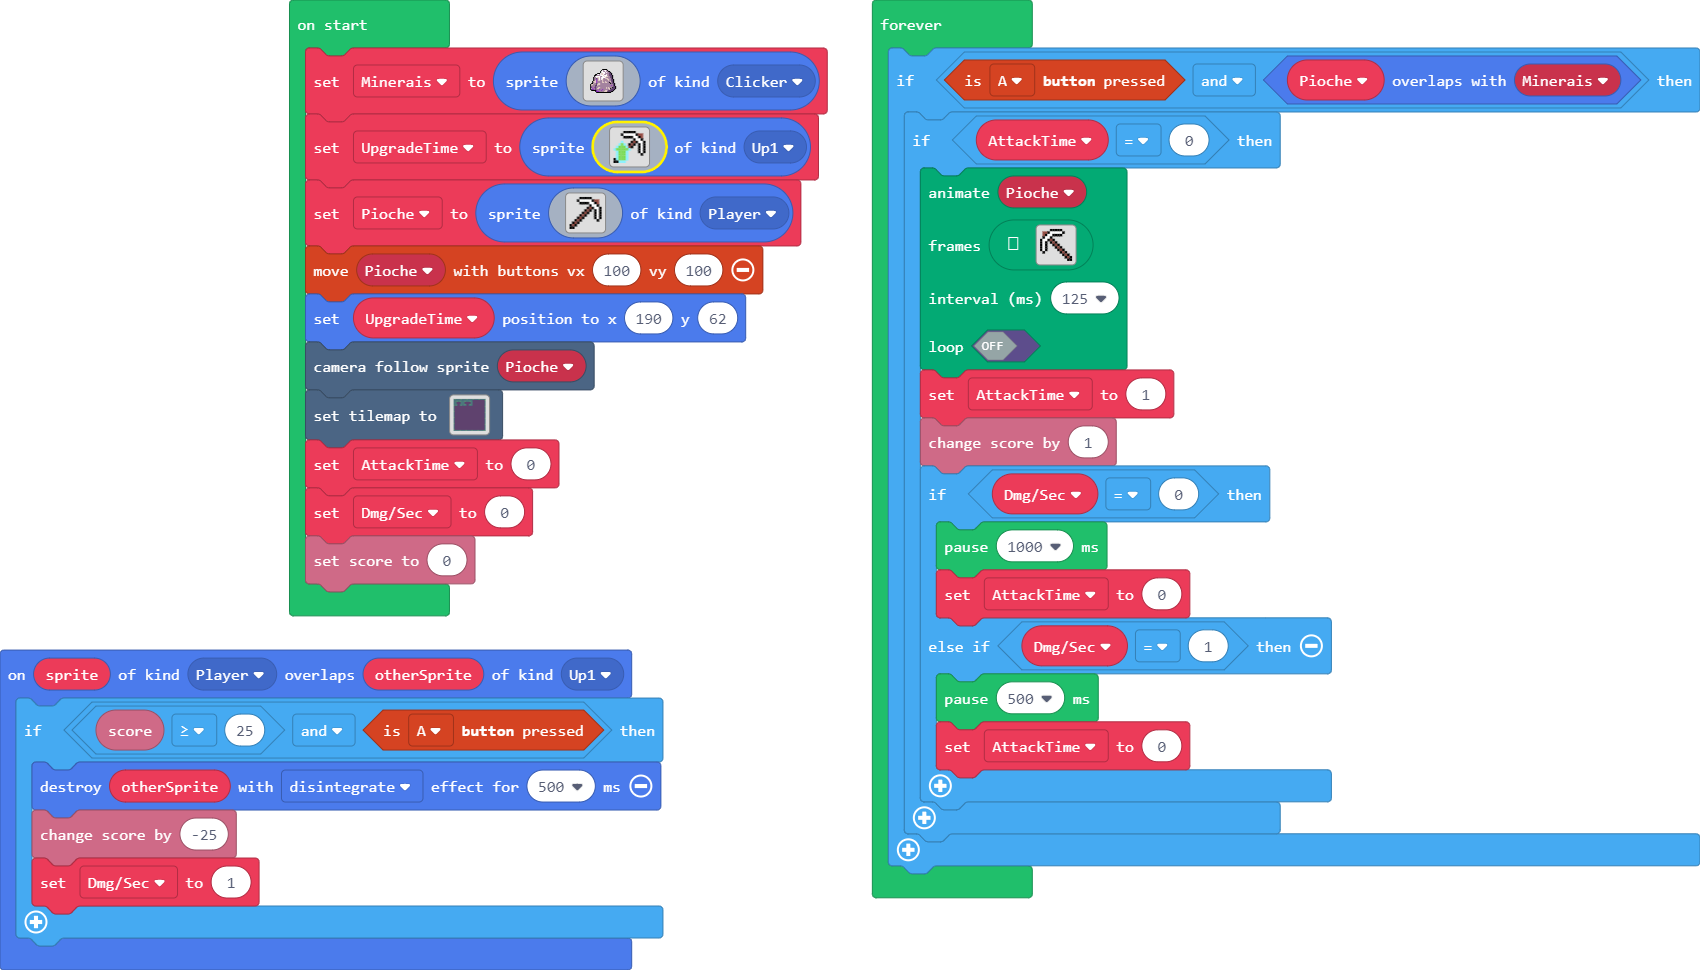 on start
set Minerais to sprite of kind Clicker
set UpgradeTime to sprite of kind Up1
set Pioche to sprite of kind Player
move Pioche with buttons vx 100 vy 100
set UpgradeTime position to x 190 y 62
camera follow sprite Pioche
set tilemap to
set AttackTime to 0
set Dmg/Sec to 0
set score to 0
on sprite of kind Player overlaps otherSprite of kind Up1
if score ≥ 25 and is A button pressed then
destroy otherSprite with disintegrate effect for 500 ms
change score by -25
set Dmg/Sec to 1
forever
if is A button pressed and Pioche overlaps with Minerais then
if AttackTime = 0 then
animate Pioche
frames
interval (ms) 125
loop OFF
set AttackTime to 1
change score by 1
if Dmg/Sec = 0 then
pause 1000 ms
set AttackTime to 0
else if Dmg/Sec = 1 then
pause 500 ms
set AttackTime to 0